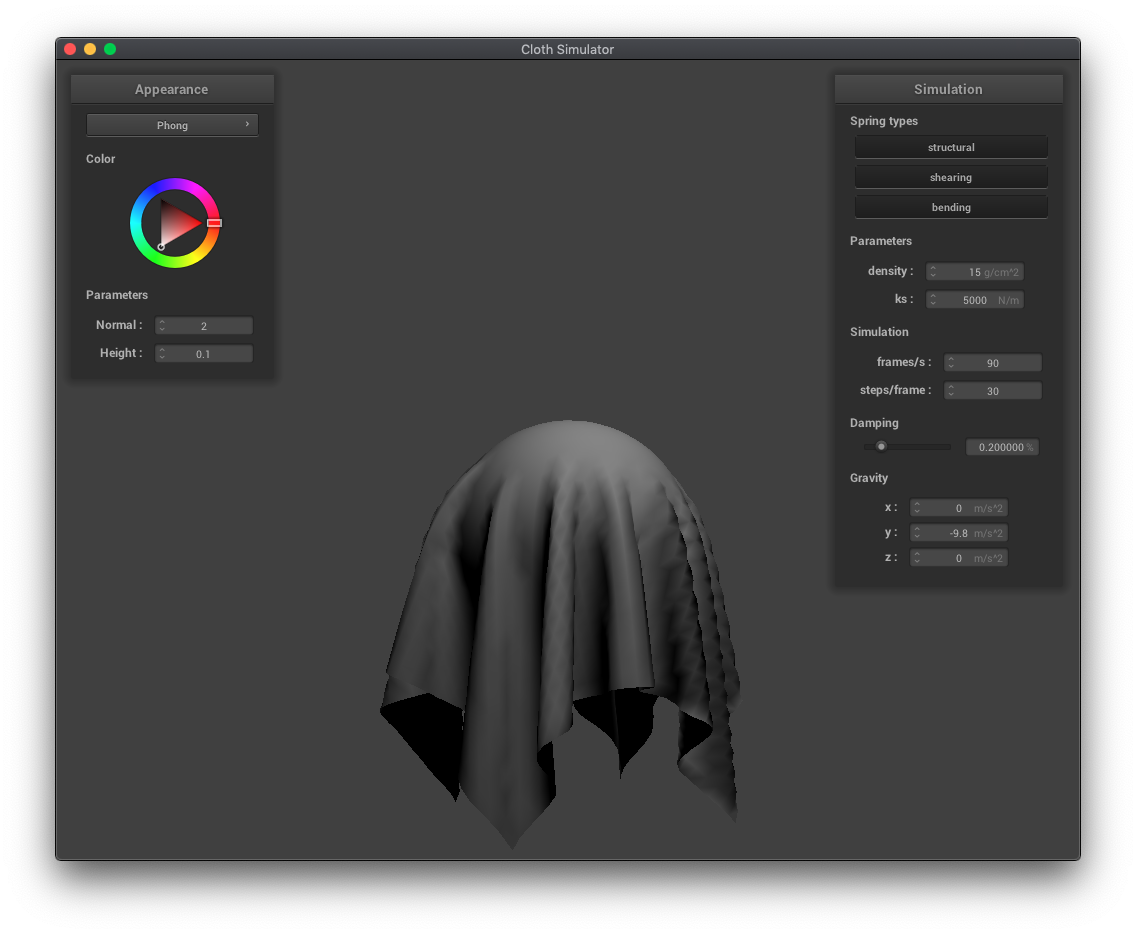 Cloth Simulator
Appearance
Phong ›
Color
Parameters
Normal : 2
Height : 0.1
Simulation
Spring types
structural
shearing
bending
Parameters
density : 15 g/cm^2
ks : 5000 N/m
Simulation
frames/s : 90
steps/frame : 30
Damping
0.200000 %
Gravity
x : 0 m/s^2
y : -9.8 m/s^2
z : 0 m/s^2